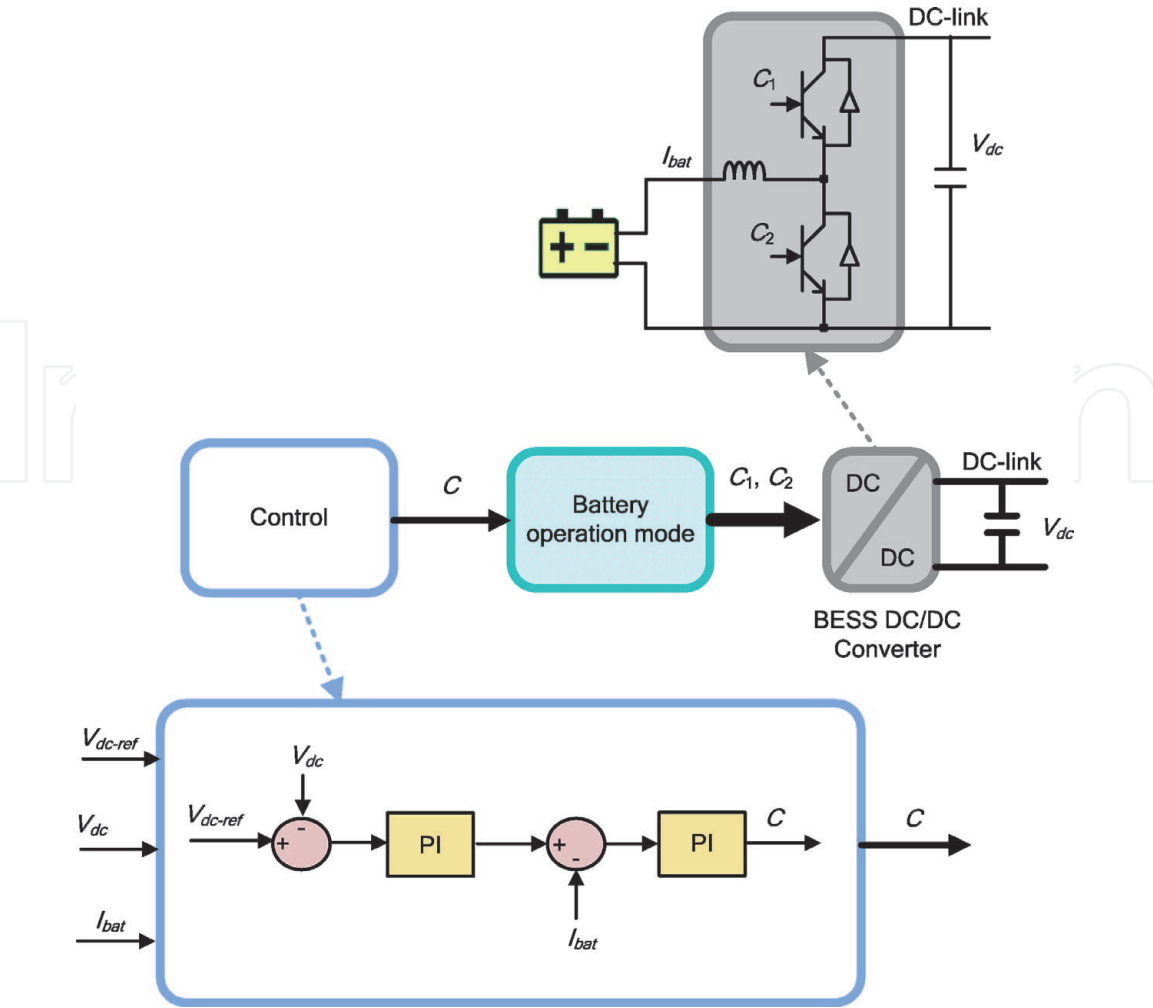 DC-link
C1
Vdc
Ibat
C2
+ −
DC-link
C
C1, C2
DC
Control
Battery
operation mode
Vdc
DC
BESS DC/DC
Converter
Vdc-ref
Vdc
-
Vdc-ref
+
PI
+
-
PI
C
C
Vdc
Ibat
Ibat